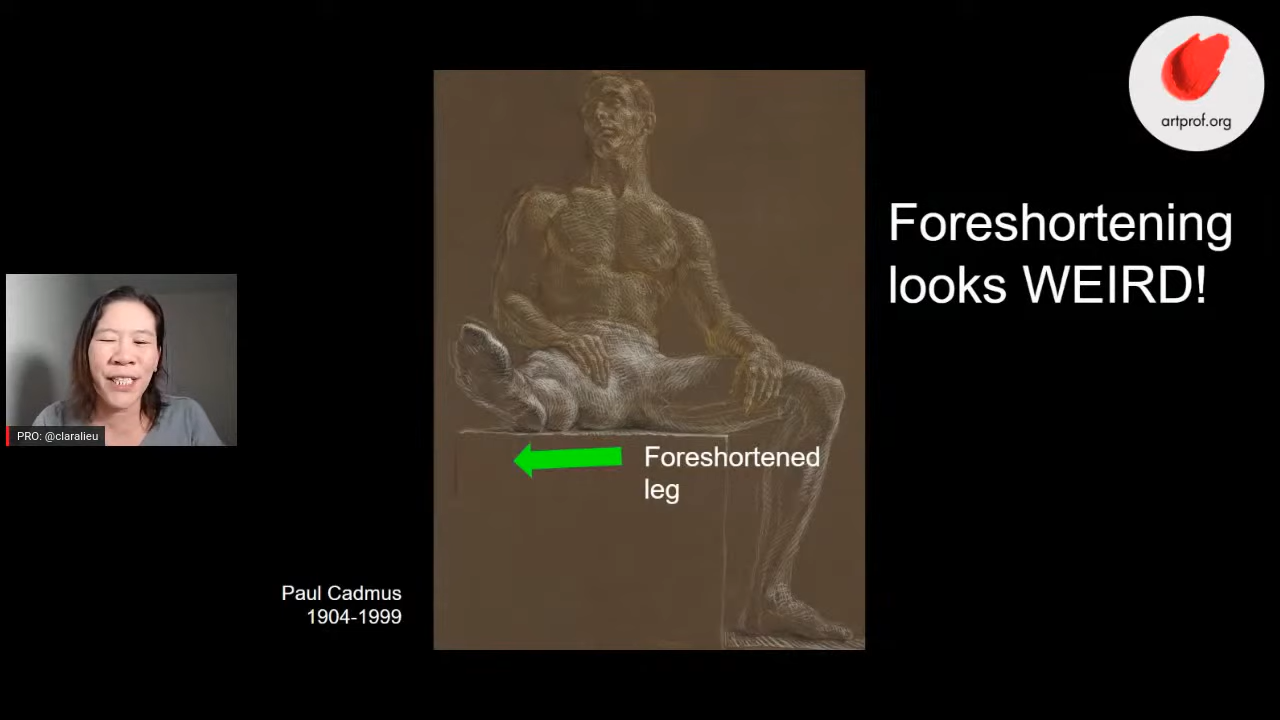 artprof.org
Foreshortening
looks WEIRD!
PRO: @claralieu
Foreshortened
leg
Paul Cadmus
1904-1999